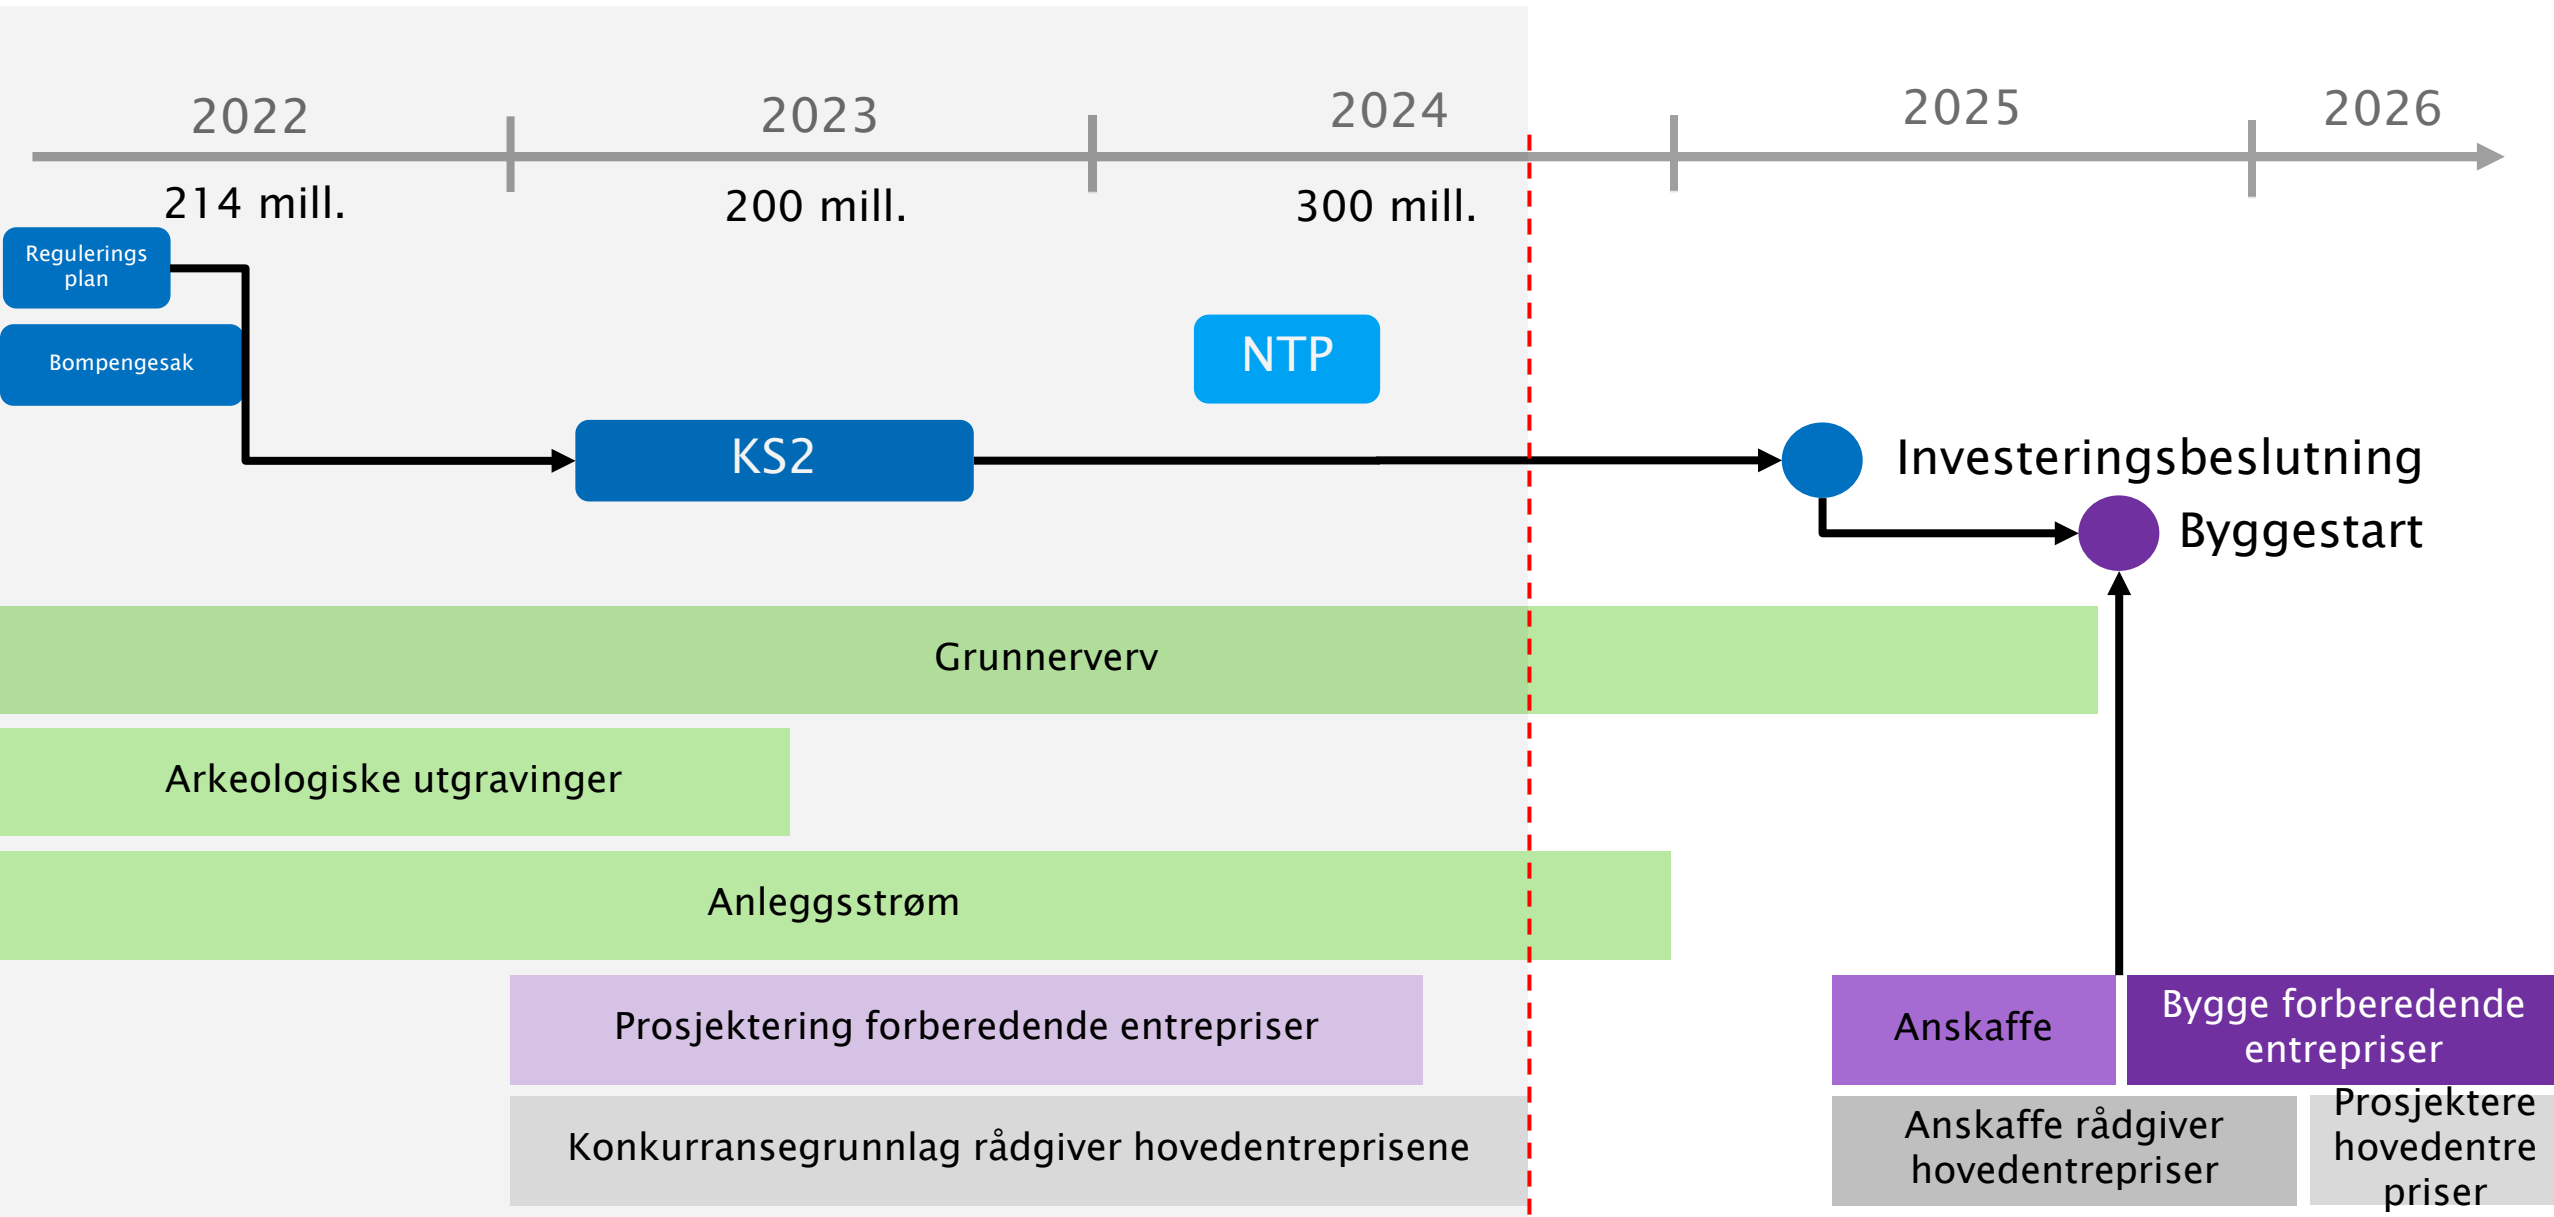 2022
2023
2024
2025
2026
214 mill.
200 mill.
300 mill.
Regulerings
plan
Bompengesak
NTP
KS2
Investeringsbeslutning
Byggestart
Grunnerverv
Arkeologiske utgravinger
Anleggsstrøm
Prosjektering forberedende entrepriser
Anskaffe
Bygge forberedende
entrepriser
Konkurransegrunnlag rådgiver hovedentreprisene
Anskaffe rådgiver
hovedentrepriser
Prosjektere
hovedentre
priser